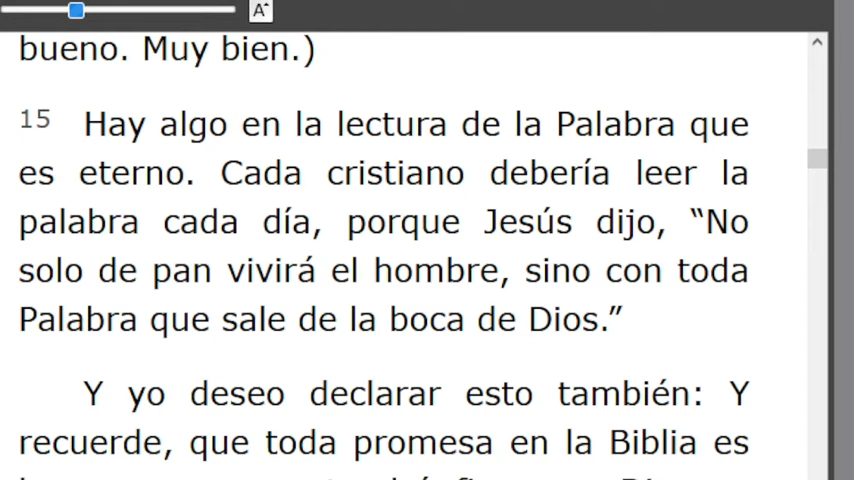 A
bueno. Muy bien.)
15 Hay algo en la lectura de la Palabra que
es eterno. Cada cristiano debería leer la
palabra cada día, porque Jesús dijo, “No
solo de pan vivirá el hombre, sino con toda
Palabra que sale de la boca de Dios.”
Y yo deseo declarar esto también: Y
recuerde, que toda promesa en la Biblia es